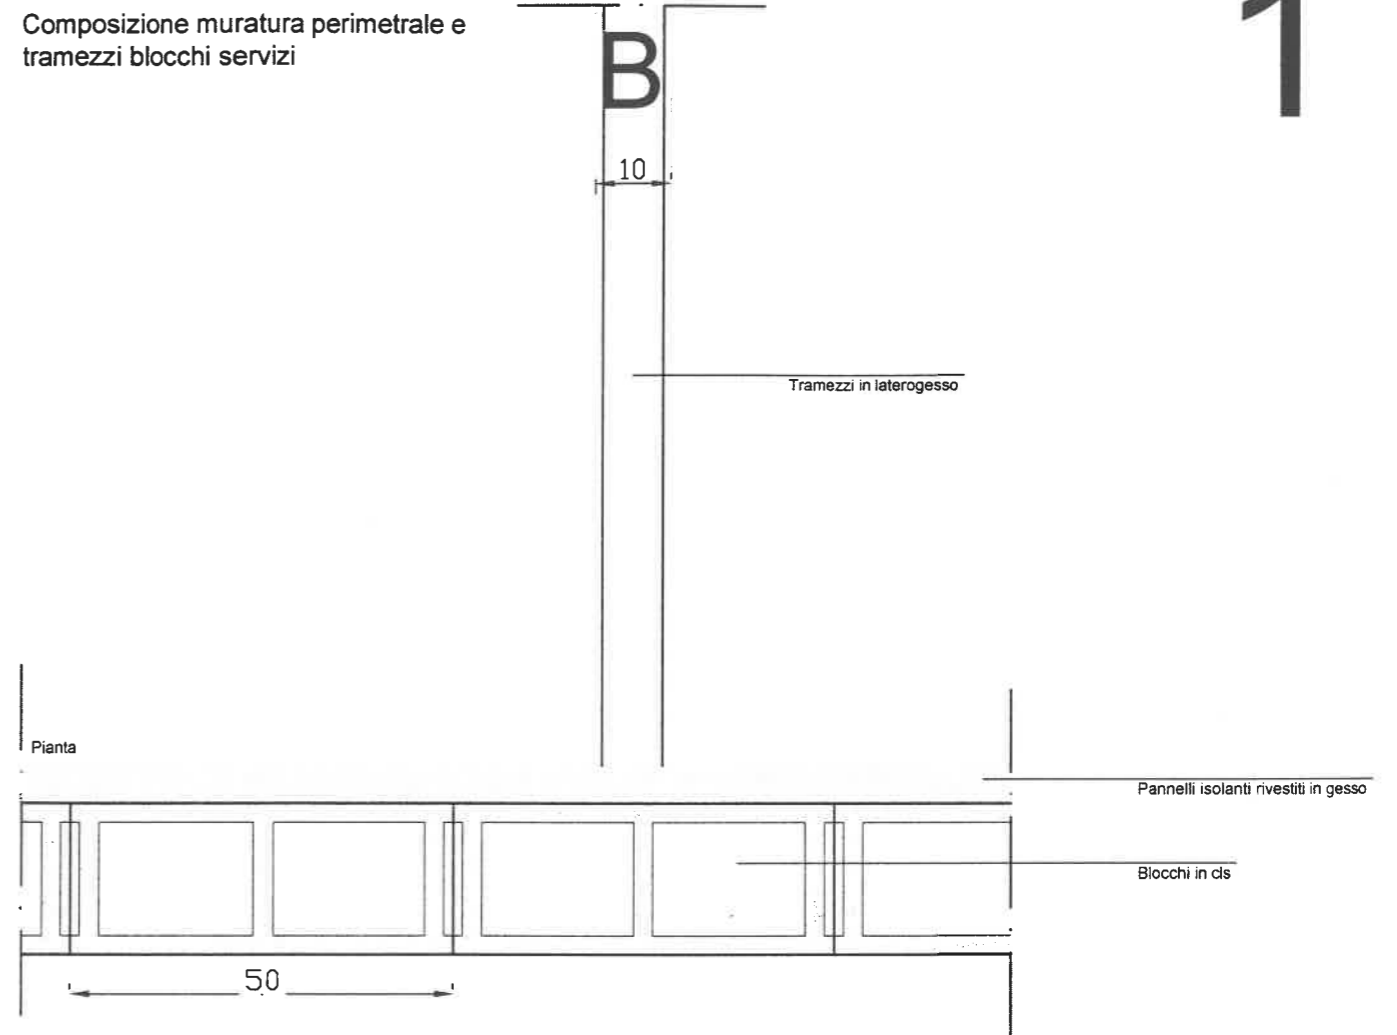 Composizione muratura perimetrale e
tramezzi blocchi servizi
B
1
10
Tramezzi in laterogesso
Pianta
Pannelli isolanti rivestiti in gesso
Blocchi in cls
50